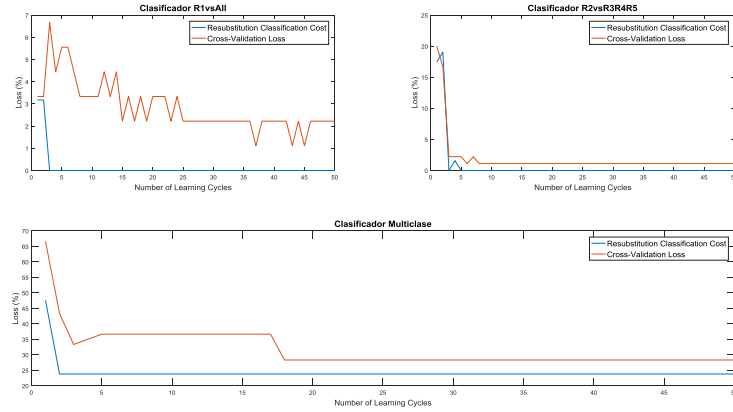 Clasificador R1vsAll
Resubstitution Classification Cost
Cross-Validation Loss
Loss (%)
7
6
5
4
3
2
1
0
0 5 10 15 20 25 30 35 40 45 50
Number of Learning Cycles
Clasificador R2vsR3R4R5
Resubstitution Classification Cost
Cross-Validation Loss
Loss (%)
25
20
15
10
5
0
0 5 10 15 20 25 30 35 40 45
Number of Learning Cycles
Clasificador Multiclase
Resubstitution Classification Cost
Cross-Validation Loss
Loss (%)
70
65
60
55
50
45
40
35
30
25
20
0 5 10 15 20 25 30 35 40 45
Number of Learning Cycles